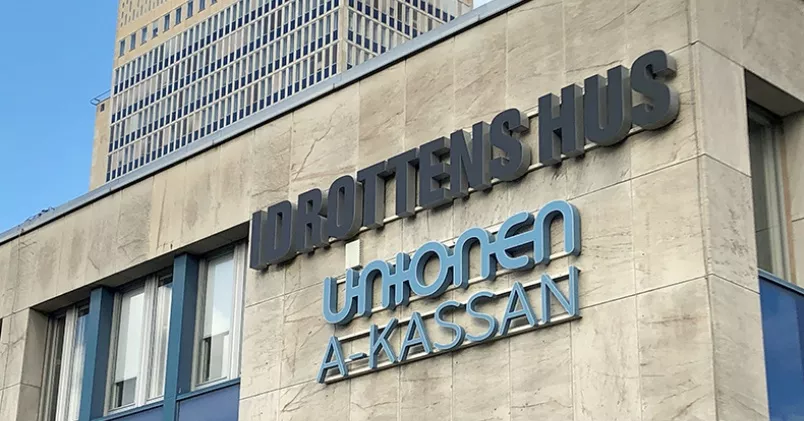 IDROTTENS HUS
unionen
A-KASSAN